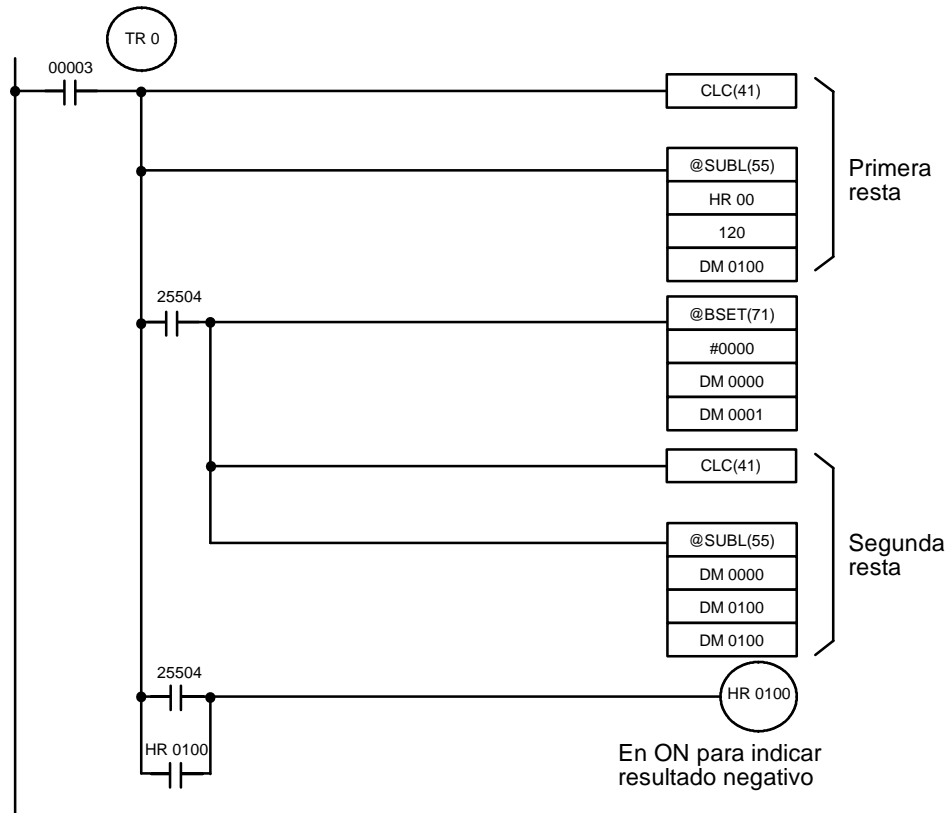 TR 0
00003
CLC(41)
@SUBL(55)
HR 00
120
DM 0100
Primera
resta
25504
@BSET(71)
#0000
DM 0000
DM 0001
CLC(41)
@SUBL(55)
DM 0000
DM 0100
DM 0100
Segunda
resta
25504
HR 0100
HR 0100
En ON para indicar
resultado negativo